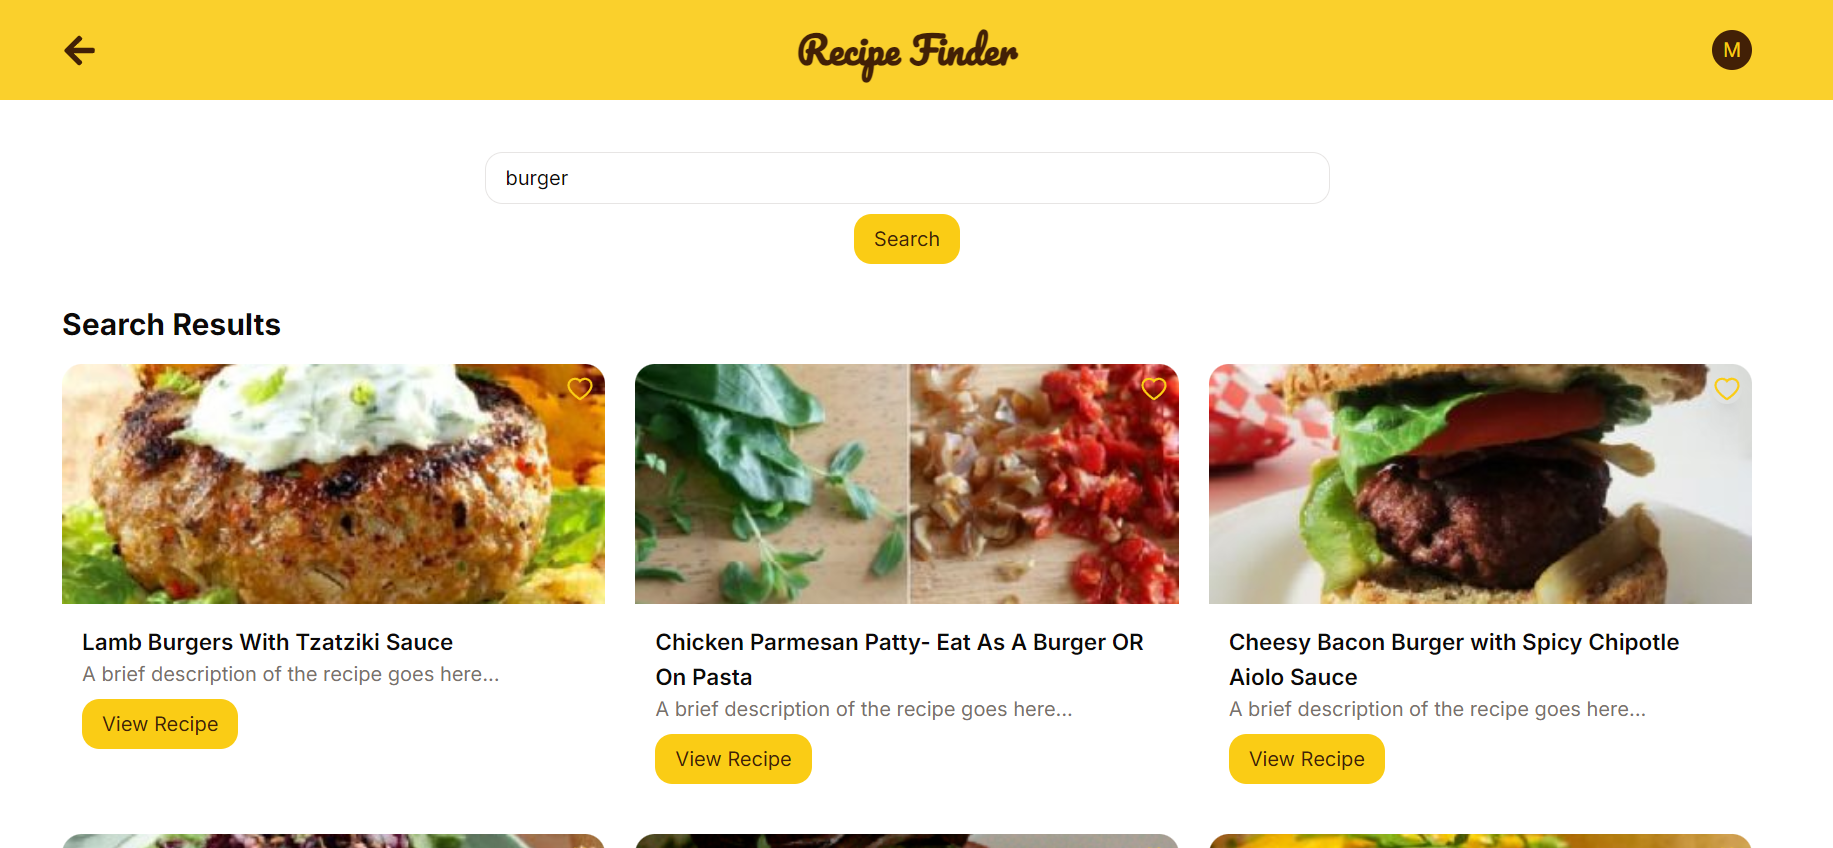 Recipe Finder
M
burger
Search
Search Results
Lamb Burgers With Tzatziki Sauce
A brief description of the recipe goes here...
View Recipe
Chicken Parmesan Patty- Eat As A Burger OR
On Pasta
A brief description of the recipe goes here...
View Recipe
Cheesy Bacon Burger with Spicy Chipotle
Aiolo Sauce
A brief description of the recipe goes here...
View Recipe